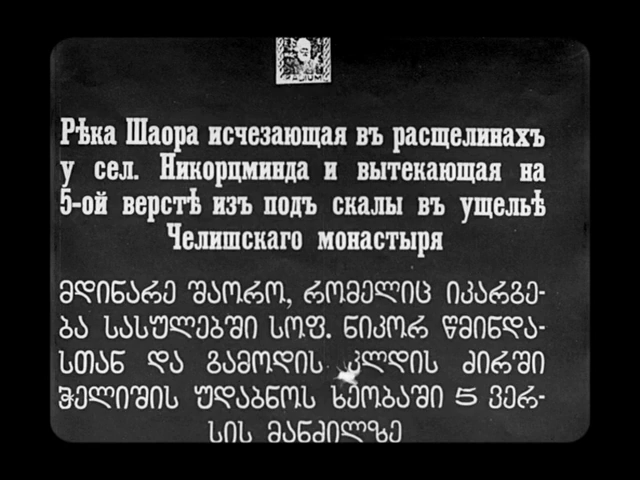 Рѣка Шаора исчезающая въ расщелинахъ
у сел. Никорцминда и вытекающая на
5-ой верстѣ изъ подъ скалы въ ущельѣ
Челишскаго монастыря
მდინარე შაორო, რომელიც იკარგე-
ბა სასულებში სოფ. ნიკორ წმინდა-
სთან და გამოდის კლდის ძირში
ჭელიშის უდაბნოს ხეობაში 5 ვერ-
სის მანძილზე